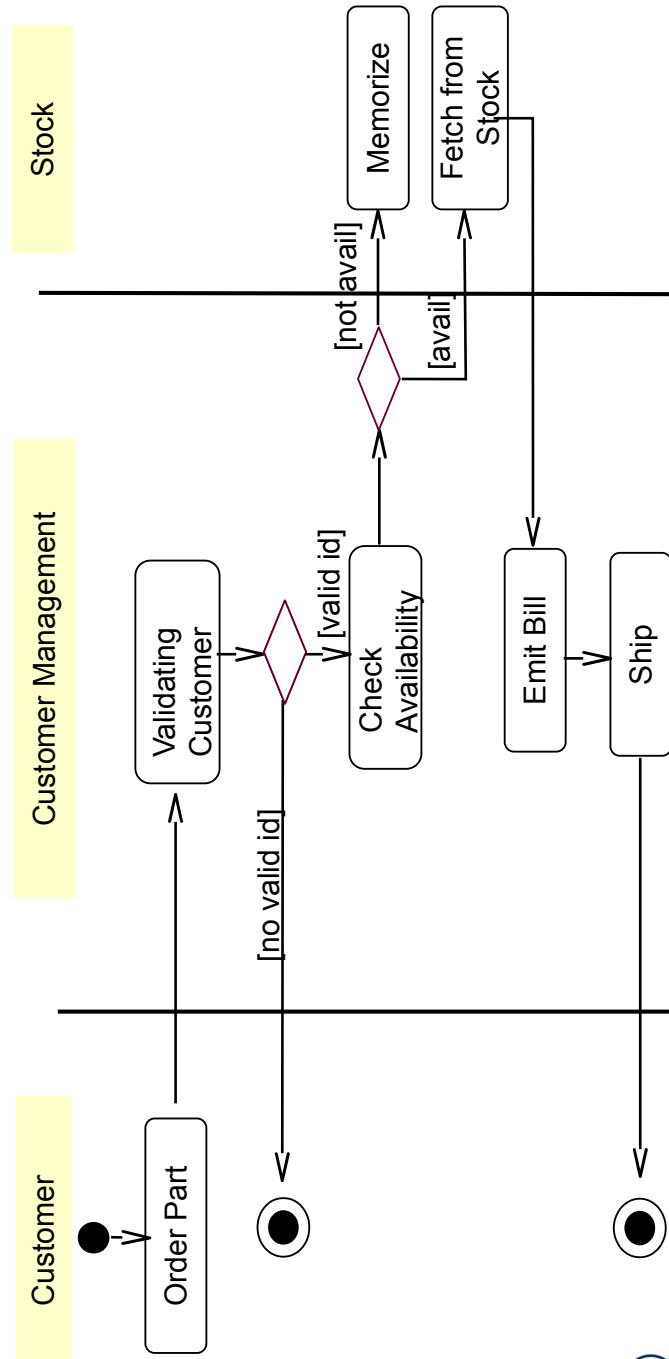 Customer
Customer Management
Stock
Order Part
Validating
Customer
[no valid id]
[valid id]
Check
Availability
[not avail]
Memorize
[avail]
Fetch from
Stock
Emit Bill
Ship